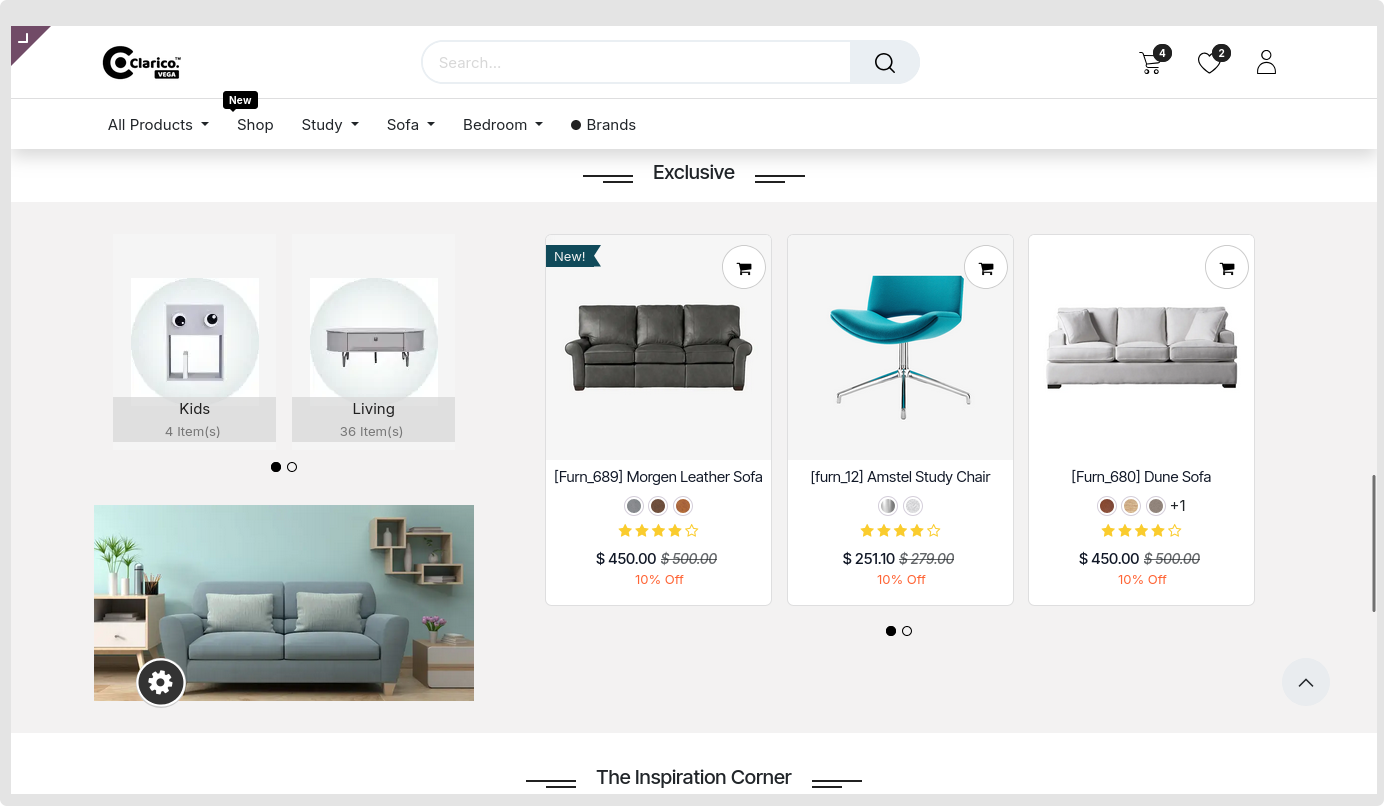 Clarico.™
VEGA
Search...
4
2
New
All Products
Shop
Study
Sofa
Bedroom
Brands
Exclusive
Kids
4 Item(s)
Living
36 Item(s)
New!
[Furn_689] Morgen Leather Sofa
$ 450.00 $ 500.00
10% Off
[furn_12] Amstel Study Chair
$ 251.10 $ 279.00
10% Off
[Furn_680] Dune Sofa
+1
$ 450.00 $ 500.00
10% Off
The Inspiration Corner